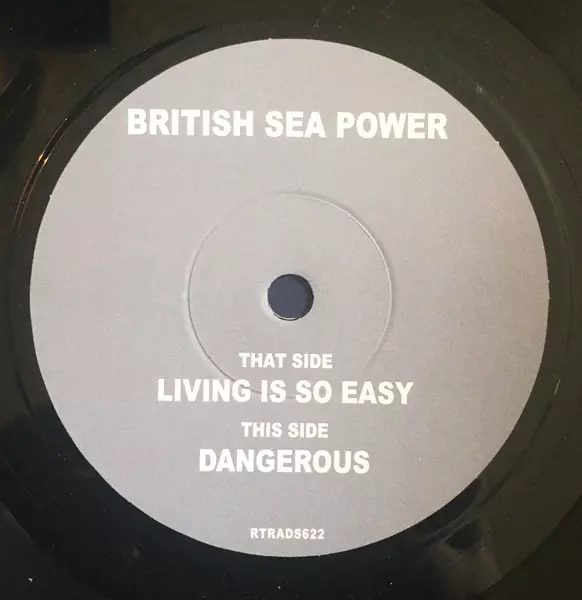 BRITISH SEA POWER
THAT SIDE
LIVING IS SO EASY
THIS SIDE
DANGEROUS
RTRADS622